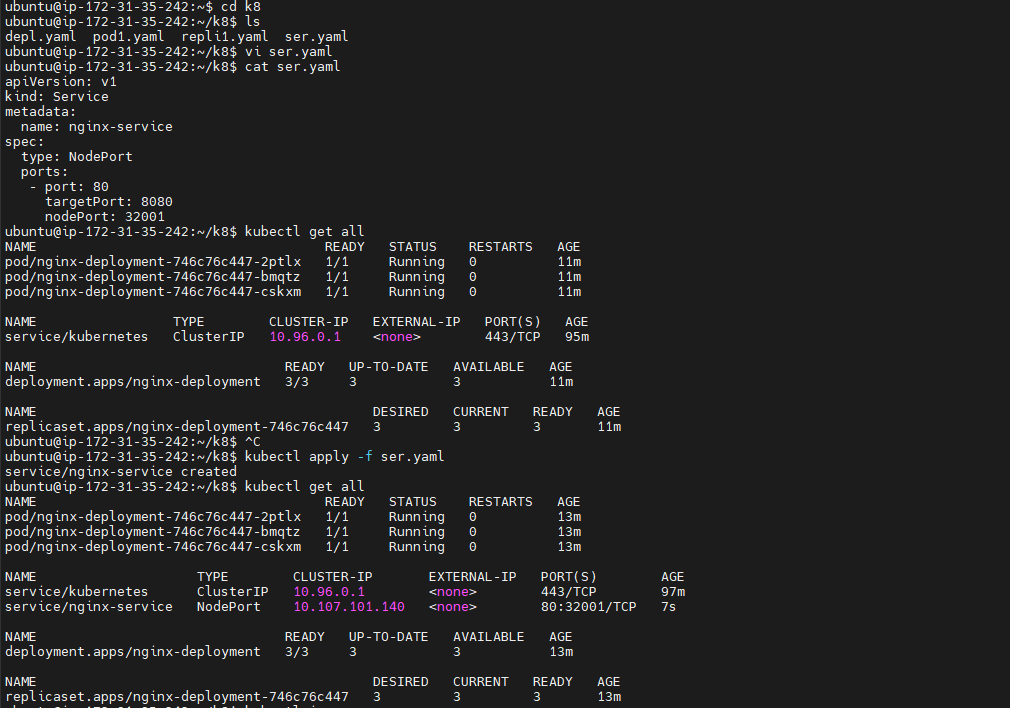 ubuntu@ip-172-31-35-242:~$ cd k8
ubuntu@ip-172-31-35-242:~/k8$ ls
depl.yaml  pod1.yaml  repli1.yaml  ser.yaml
ubuntu@ip-172-31-35-242:~/k8$ vi ser.yaml
ubuntu@ip-172-31-35-242:~/k8$ cat ser.yaml
apiVersion: v1
kind: Service
metadata:
  name: nginx-service
spec:
  type: NodePort
  ports:
   - port: 80
     targetPort: 8080
     nodePort: 32001
ubuntu@ip-172-31-35-242:~/k8$ kubectl get all
NAME                                    READY   STATUS    RESTARTS   AGE
pod/nginx-deployment-746c76c447-2ptlx   1/1     Running   0          11m
pod/nginx-deployment-746c76c447-bmqtz   1/1     Running   0          11m
pod/nginx-deployment-746c76c447-cskxm   1/1     Running   0          11m

NAME                 TYPE        CLUSTER-IP   EXTERNAL-IP   PORT(S)   AGE
service/kubernetes   ClusterIP   10.96.0.1    <none>        443/TCP   95m

NAME                               READY   UP-TO-DATE   AVAILABLE   AGE
deployment.apps/nginx-deployment   3/3     3            3           11m

NAME                                          DESIRED   CURRENT   READY   AGE
replicaset.apps/nginx-deployment-746c76c447   3         3         3       11m
ubuntu@ip-172-31-35-242:~/k8$ ^C
ubuntu@ip-172-31-35-242:~/k8$ kubectl apply -f ser.yaml
service/nginx-service created
ubuntu@ip-172-31-35-242:~/k8$ kubectl get all
NAME                                    READY   STATUS    RESTARTS   AGE
pod/nginx-deployment-746c76c447-2ptlx   1/1     Running   0          13m
pod/nginx-deployment-746c76c447-bmqtz   1/1     Running   0          13m
pod/nginx-deployment-746c76c447-cskxm   1/1     Running   0          13m

NAME                    TYPE        CLUSTER-IP       EXTERNAL-IP   PORT(S)        AGE
service/kubernetes      ClusterIP   10.96.0.1        <none>        443/TCP        97m
service/nginx-service   NodePort    10.107.101.140   <none>        80:32001/TCP   7s

NAME                               READY   UP-TO-DATE   AVAILABLE   AGE
deployment.apps/nginx-deployment   3/3     3            3           13m

NAME                                          DESIRED   CURRENT   READY   AGE
replicaset.apps/nginx-deployment-746c76c447   3         3         3       13m